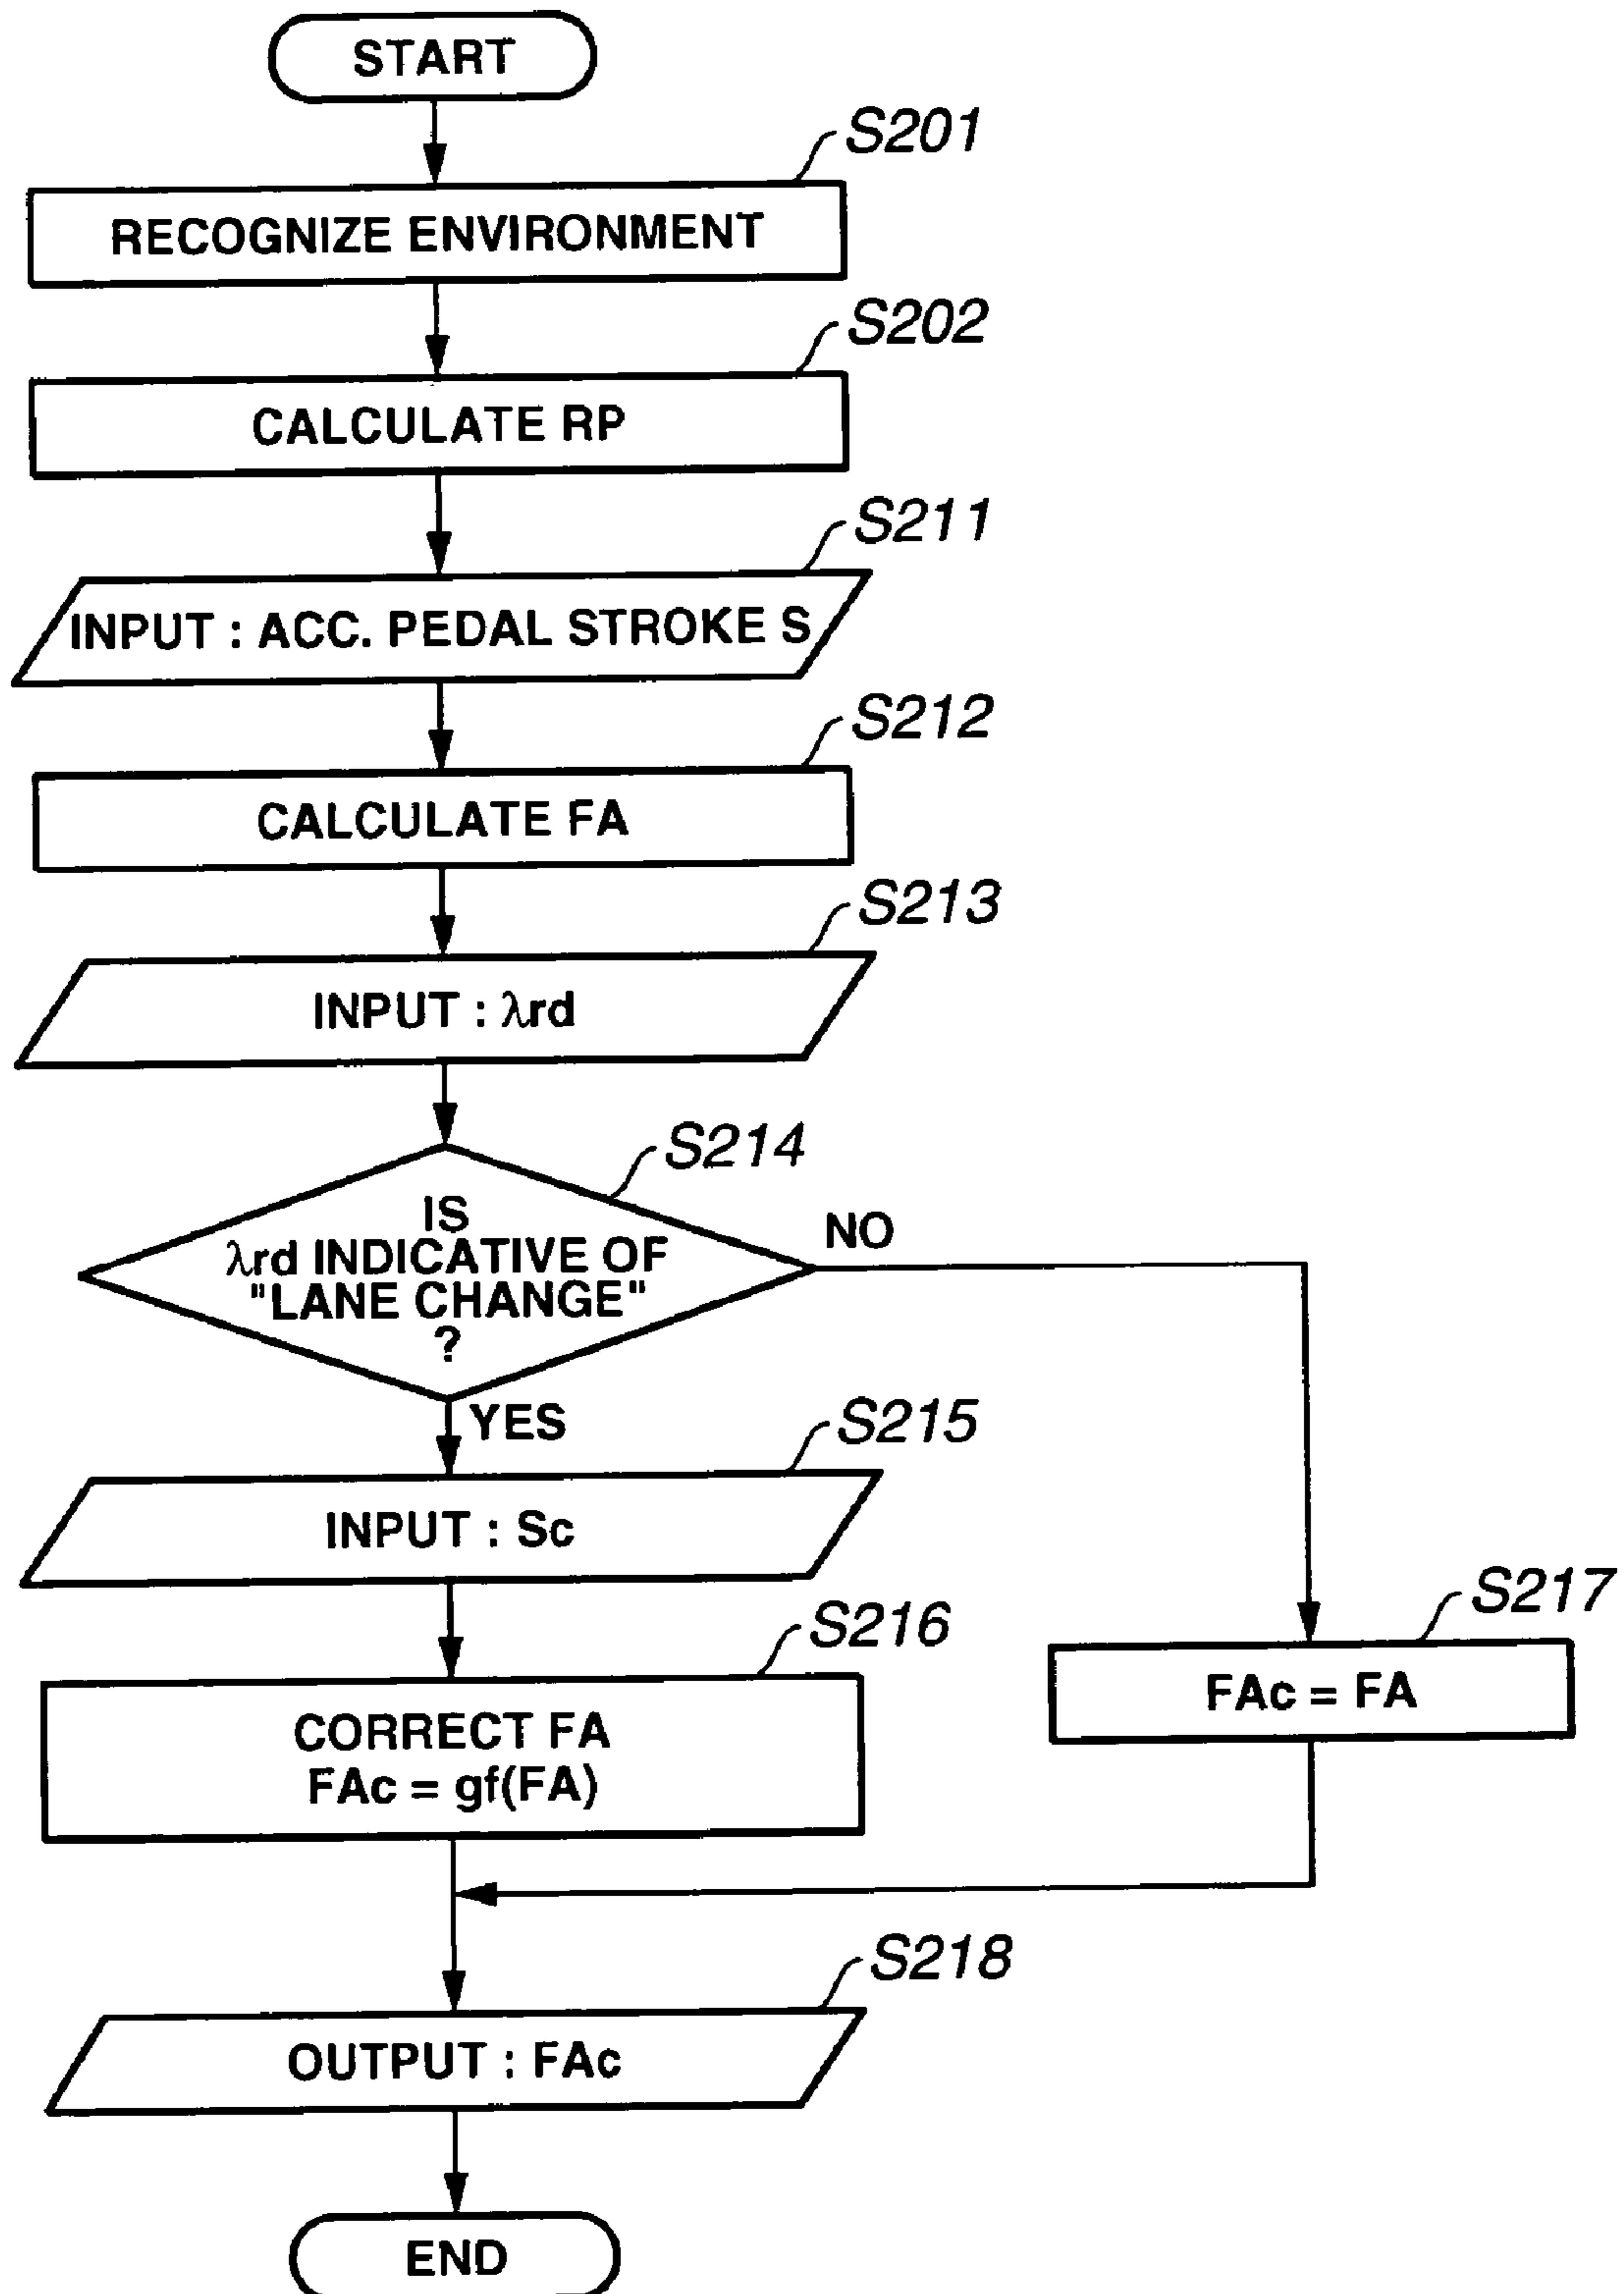 START
S201
RECOGNIZE ENVIRONMENT
S202
CALCULATE RP
S211
INPUT : ACC. PEDAL STROKE S
S212
CALCULATE FA
S213
INPUT : λrd
S214
IS
λrd INDICATIVE OF
"LANE CHANGE"
?
NO
YES
S215
INPUT : Sc
S216
CORRECT FA
FAc = gf(FA)
S217
FAc = FA
S218
OUTPUT : FAc
END